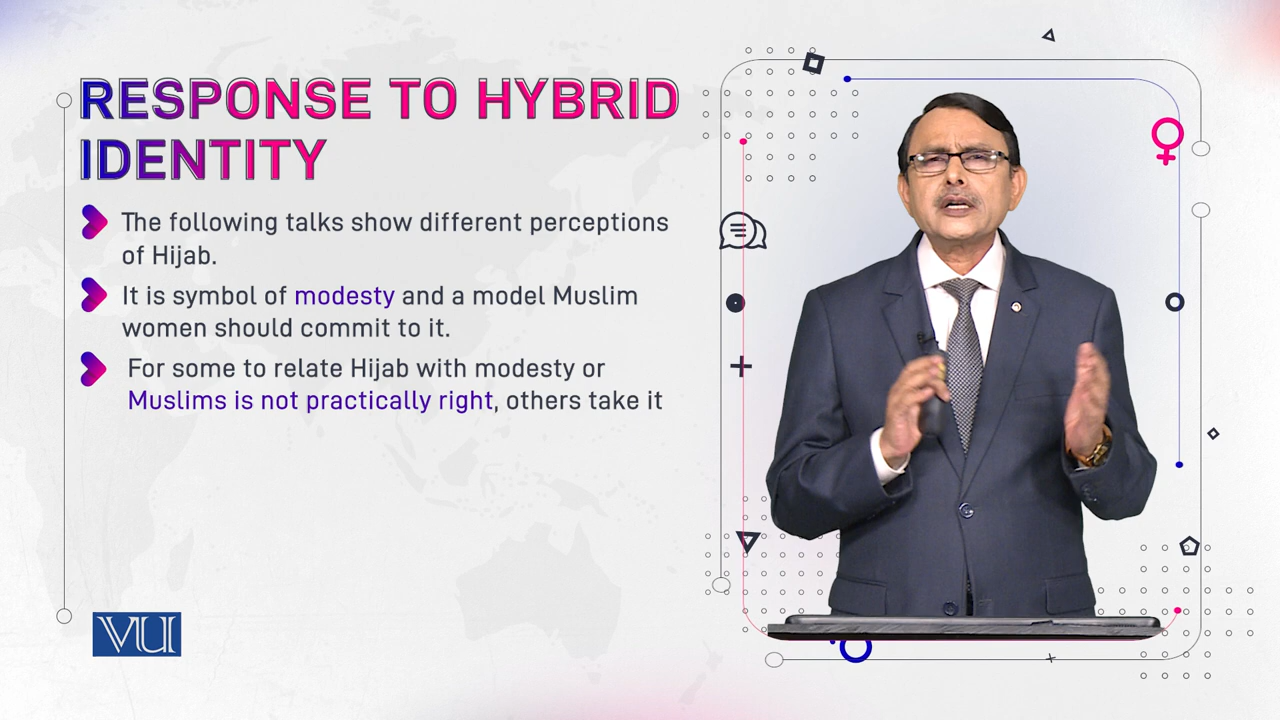 RESPONSE TO HYBRID
IDENTITY
The following talks show different perceptions
of Hijab.
It is symbol of modesty and a model Muslim
women should commit to it.
For some to relate Hijab with modesty or
Muslims is not practically right, others take it
VU